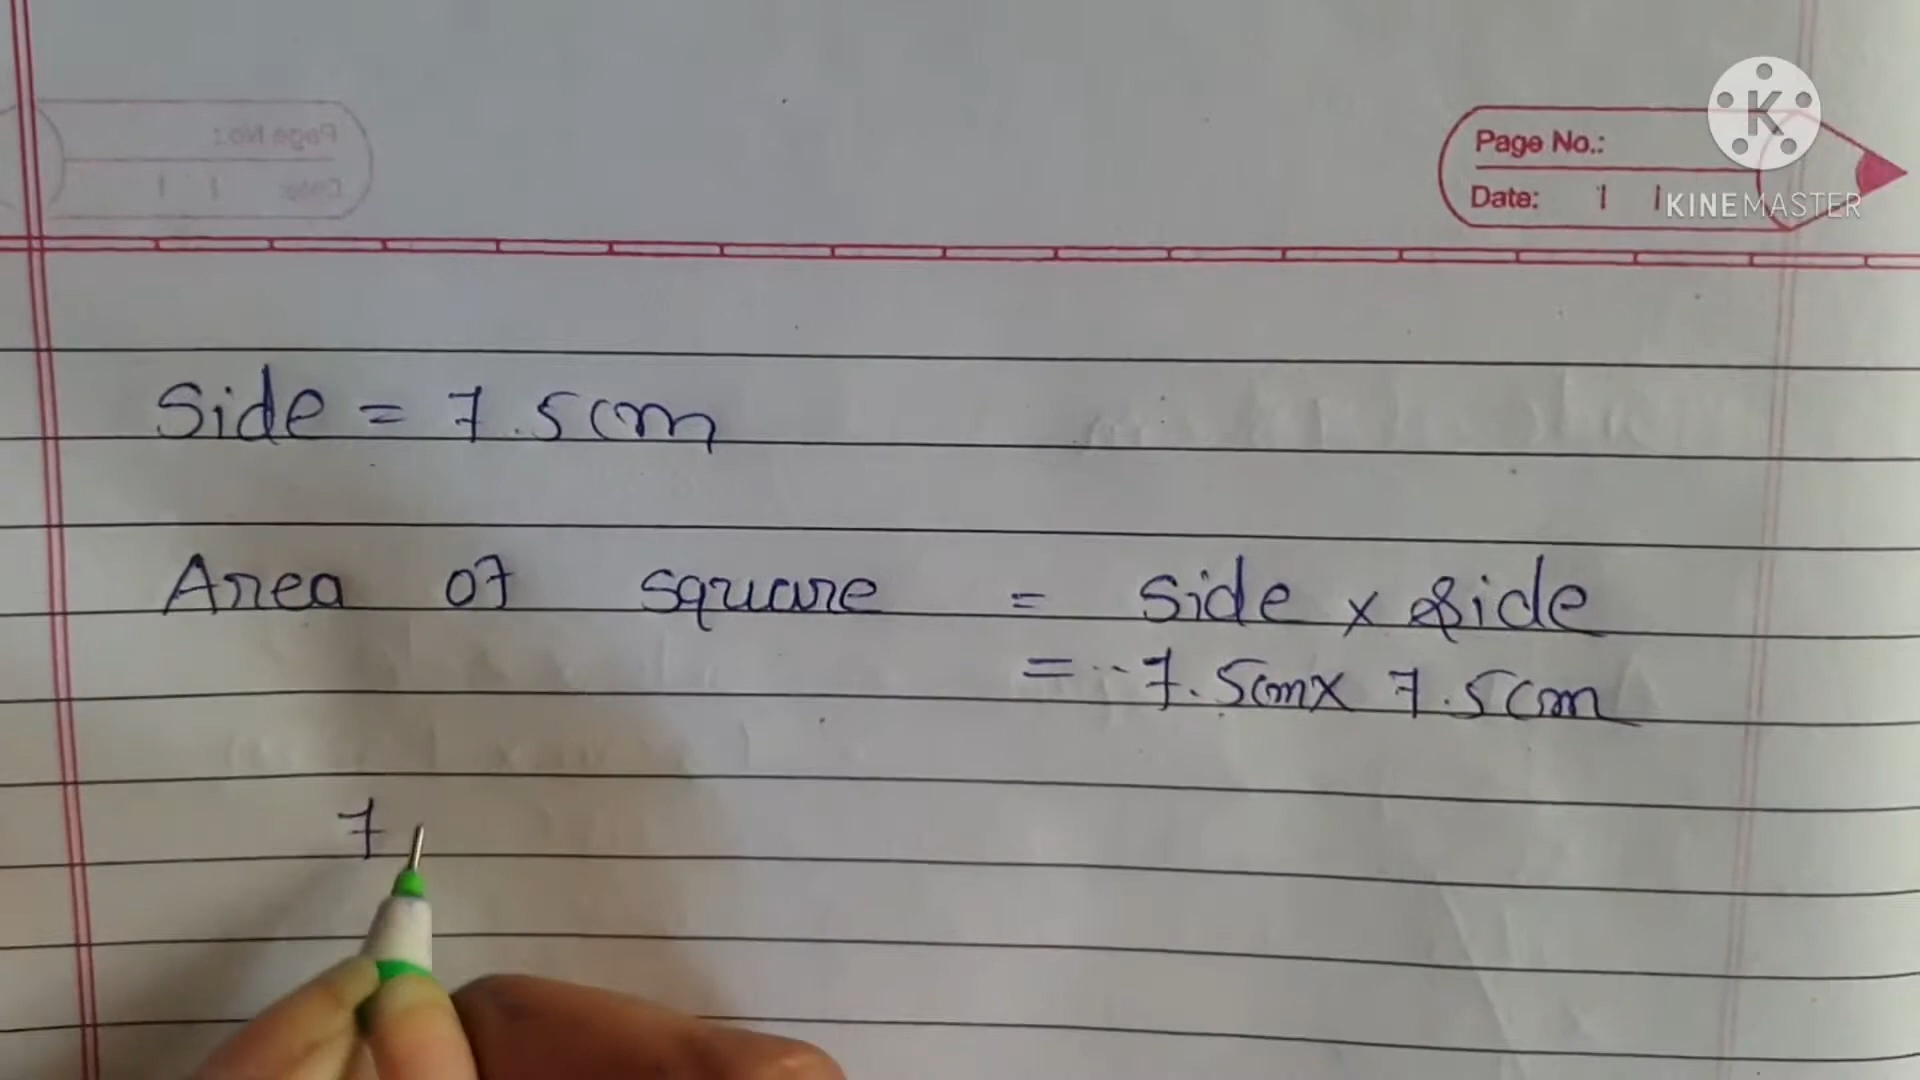 Page No.:
Date:
KINEMASTER
Side = 7.5cm
Area of square = Side x Side
= 7.5cm x 7.5cm
7